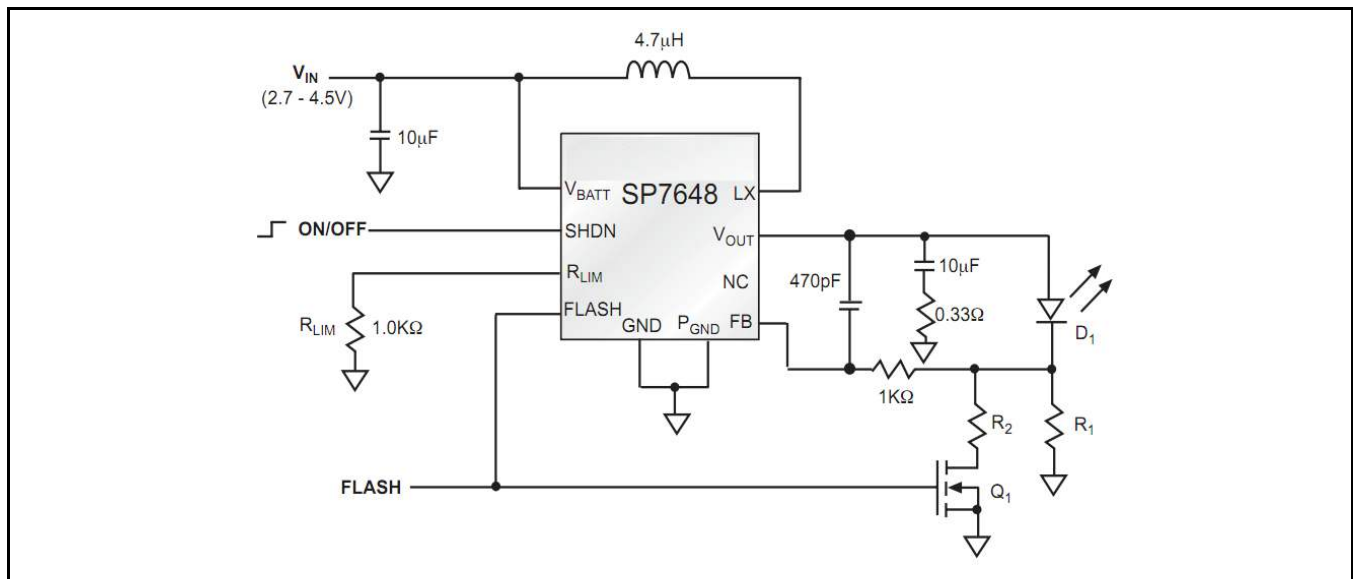 4.7μH
VIN
(2.7 - 4.5V)
10μF
SP7648
VBATT
LX
ON/OFF
SHDN
VOUT
RLIM
NC
470pF
10μF
0.33Ω
D1
RLIM
1.0KΩ
FLASH
GND
PGND
FB
1KΩ
R2
R1
FLASH
Q1